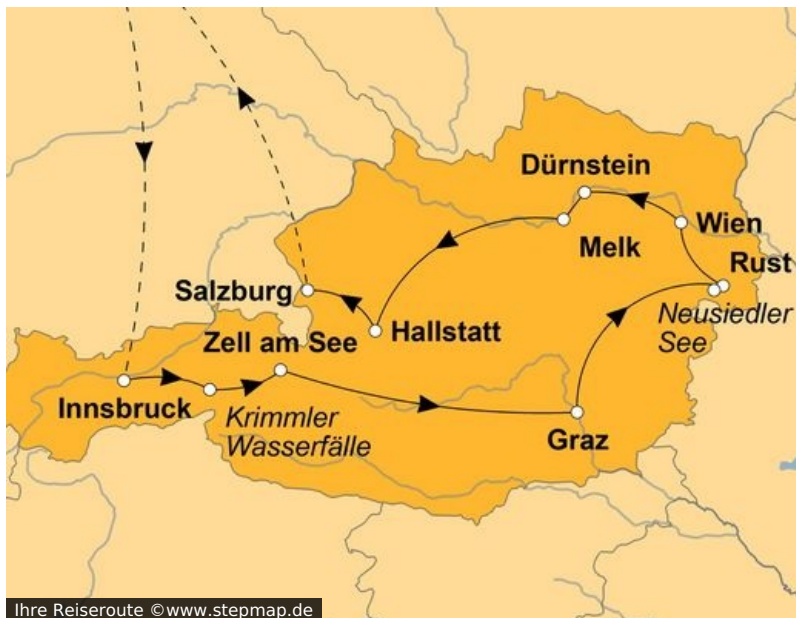 Dürnstein
Wien
Melk
Rust
Salzburg
Neusiedler
See
Hallstatt
Zell am See
Innsbruck
Krimmler
Wasserfälle
Graz
Ihre Reiseroute ©www.stepmap.de